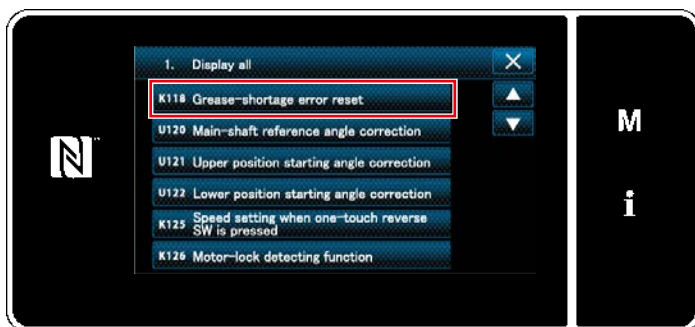 1. Display all
K118 Grease-shortage error reset
U120 Main-shaft reference angle correction
U121 Upper position starting angle correction
U122 Lower position starting angle correction
K125 Speed setting when one-touch reverse
SW is pressed
K126 Motor-lock detecting function
M
i